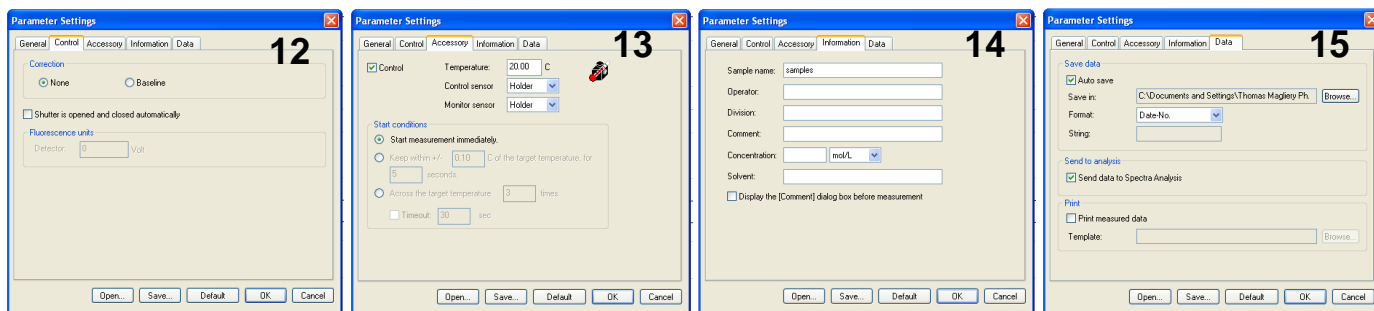 Parameter Settings
General Control Accessory Information Data
12
Correction
None Baseline
Shutter is opened and closed automatically
Fluorescence units
Detector: 0 Volt
Open... Save... Default OK Cancel
Parameter Settings
General Control Accessory Information Data
13
Control Temperature: 20.00 C
Control sensor Holder
Monitor sensor Holder
Start conditions
Start measurement immediately.
Keep within +/- 0.10 C of the target temperature, for
5 seconds
Across the target temperature 3 times
Timeout: 30 sec
Open... Save... Default OK Cancel
Parameter Settings
General Control Accessory Information Data
14
Sample name: samples
Operator:
Division:
Comment:
Concentration: mol/L
Solvent:
Display the [Comment] dialog box before measurement
Open... Save... Default OK Cancel
Parameter Settings
General Control Accessory Information Data
15
Save data
Auto save
Save in: C:\Documents and Settings\Thomas Magliery Ph. Browse...
Format: Date-No.
String:
Send to analysis
Send data to Spectra Analysis
Print
Print measured data
Template: Browse...
Open... Save... Default OK Cancel